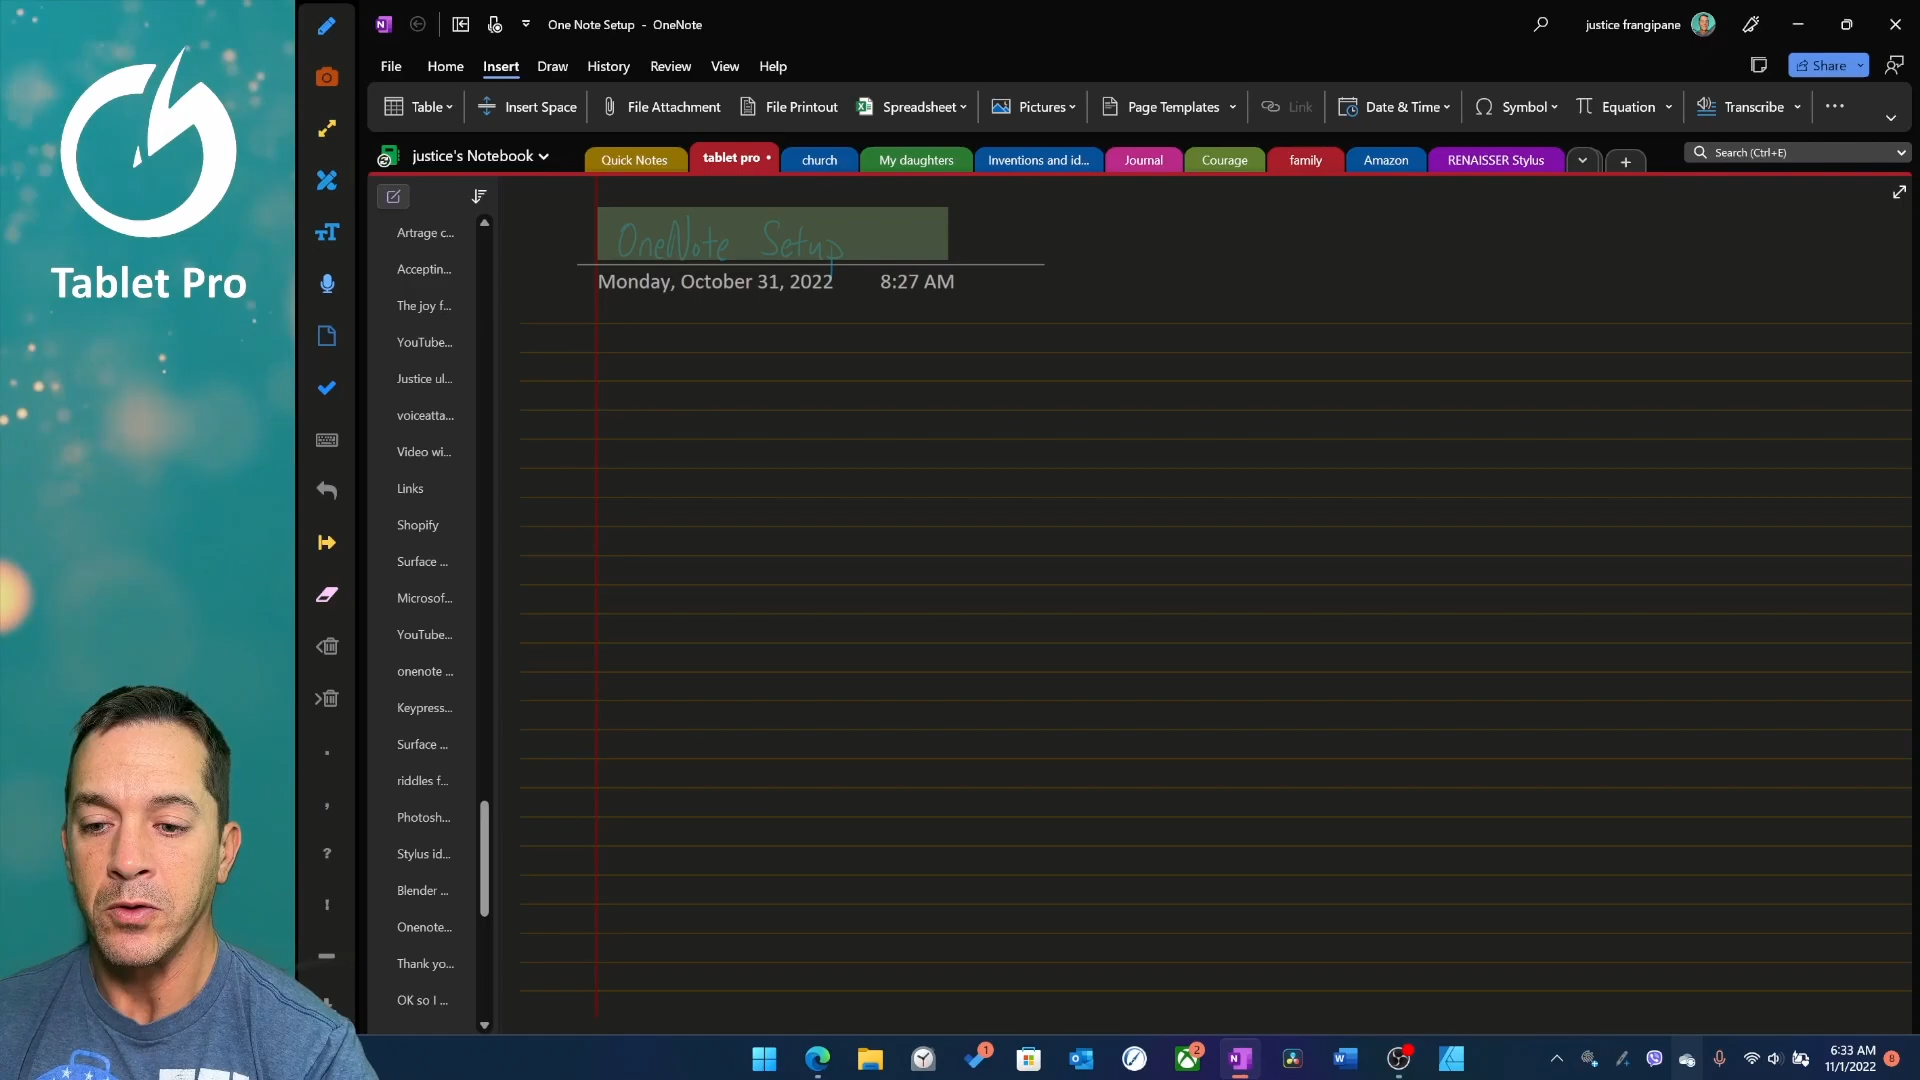 One Note Setup - OneNote
justice frangipane
File Home Insert Draw History Review View Help
Share
Table Insert Space File Attachment File Printout Spreadsheet Pictures Page Templates Link Date & Time Symbol Equation Transcribe
justice's Notebook
Quick Notes tablet pro church My daughters Inventions and id... Journal Courage family Amazon RENAISSER Stylus
Search (Ctrl+E)
Tablet Pro
OneNote Setup
Monday, October 31, 2022 8:27 AM
Artrage c...
Acceptin...
The joy f...
YouTube...
Justice ul...
voiceatta...
Video wi...
Links
Shopify
Surface ...
Microsof...
YouTube...
onenote ...
Keypress...
Surface ...
riddles f...
Photosh...
Stylus id...
Blender ...
Onenote...
Thank yo...
OK so I ...
1
2
6:33 AM
11/1/2022
8